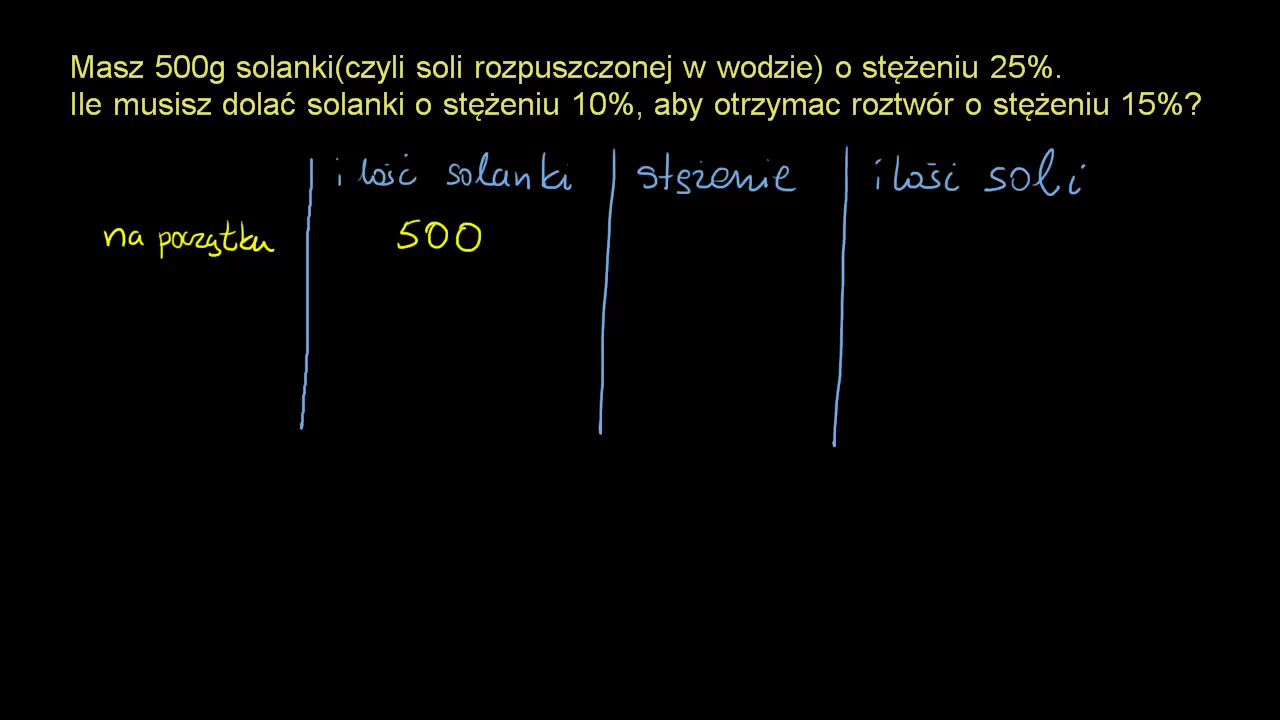 Masz 500g solanki(czyli soli rozpuszczonej w wodzie) o stężeniu 25%.
Ile musisz dolać solanki o stężeniu 10%, aby otrzymac roztwór o stężeniu 15%?
ilość solanki stężenie ilość soli
na początku 500